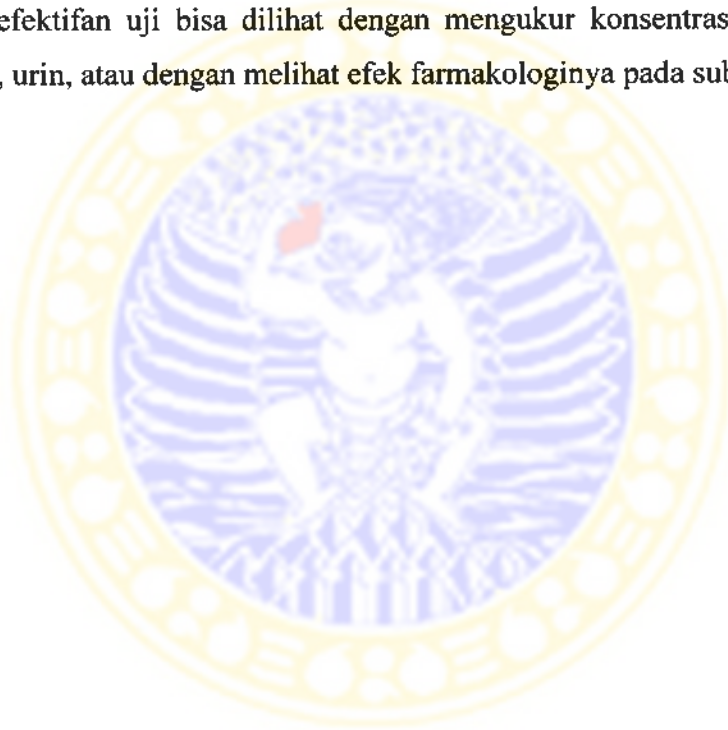 efektifan uji bisa dilihat dengan mengukur konsentras
, urin, atau dengan melihat efek farmakologinya pada sub